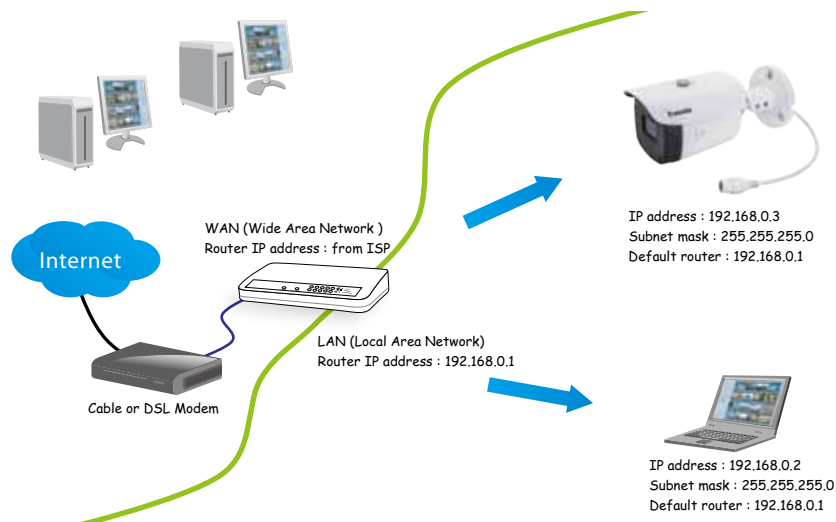 WAN (Wide Area Network )
Router IP address : from ISP
Internet
IP address : 192.168.0.3
Subnet mask : 255.255.255.0
Default router : 192.168.0.1
LAN (Local Area Network)
Router IP address : 192.168.0.1
Cable or DSL Modem
IP address : 192.168.0.2
Subnet mask : 255.255.255.0
Default router : 192.168.0.1